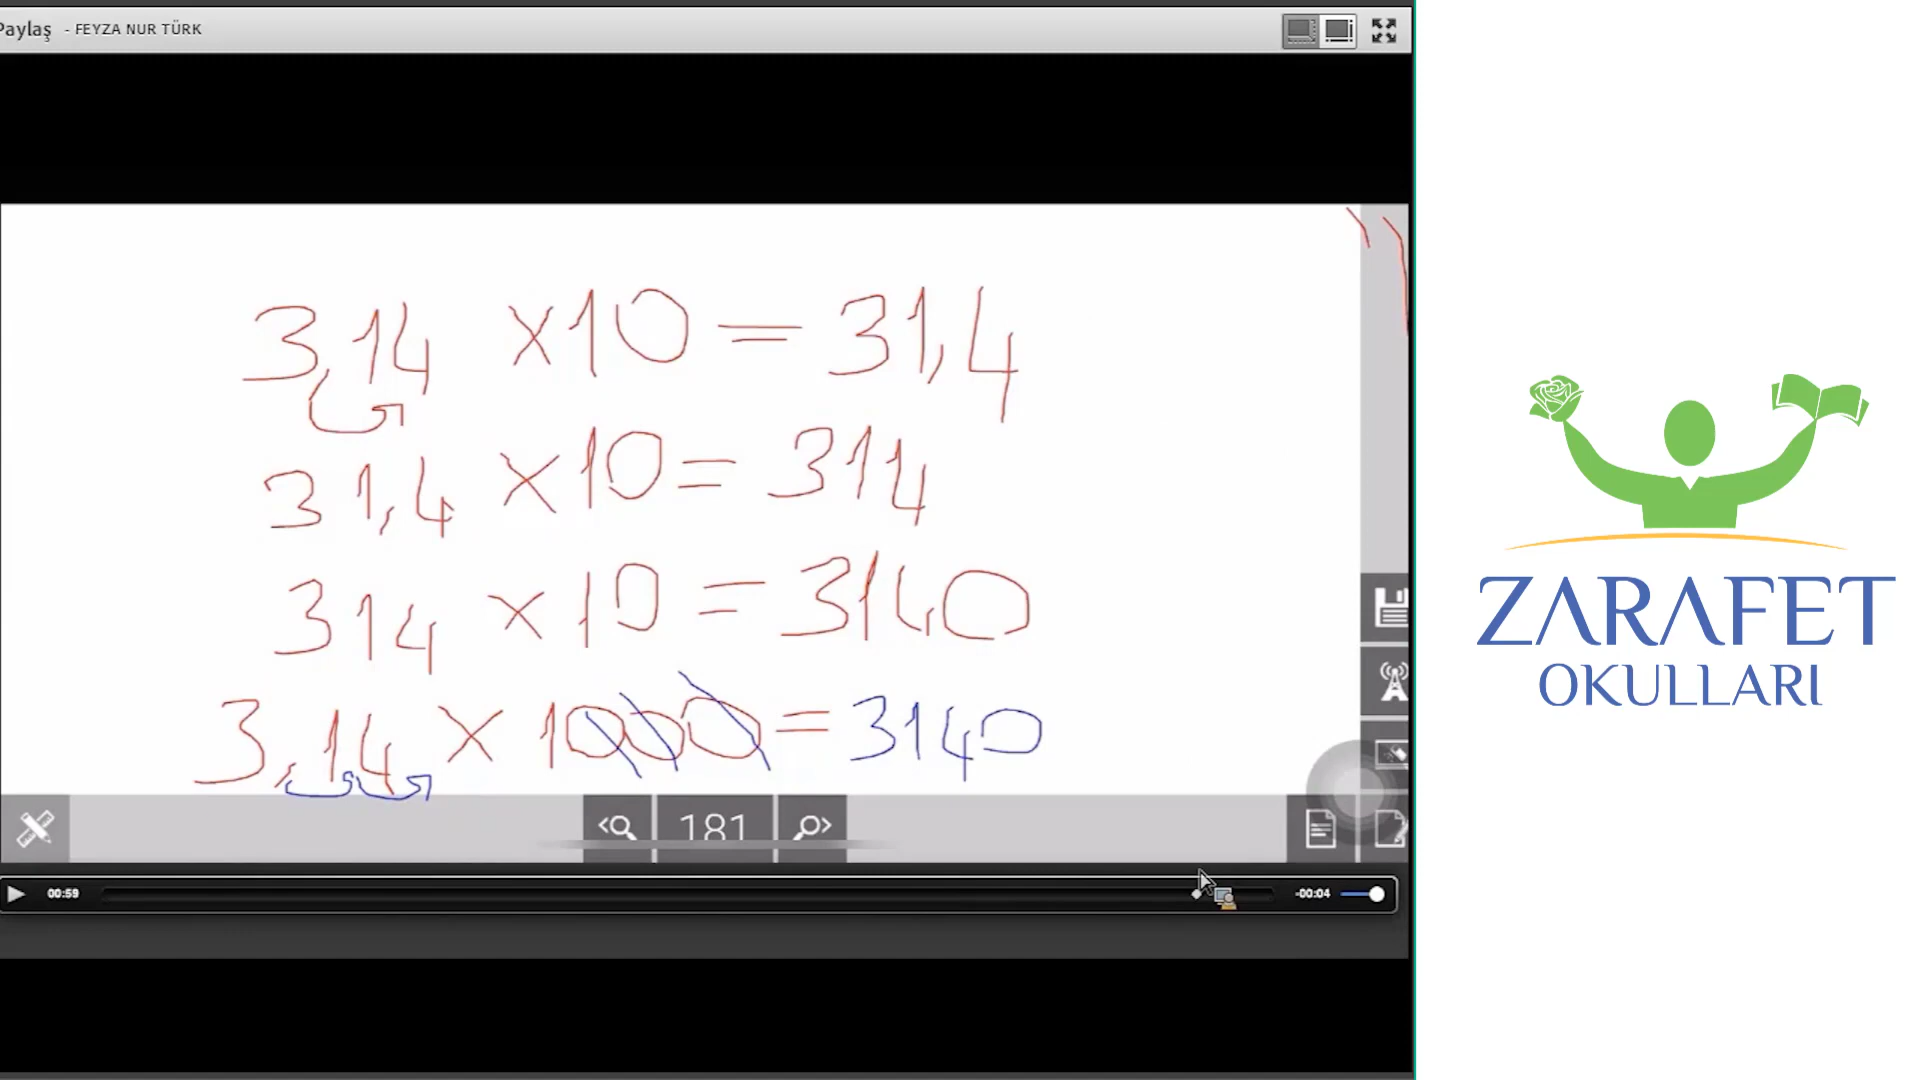 Paylaş - FEYZA NUR TÜRK
3,14 x10 = 31,4
31,4 x10 = 314
314 x10 = 3140
3,14 x 1000 = 3140
181
00:59
-00:04
ZARAFET
OKULLARI